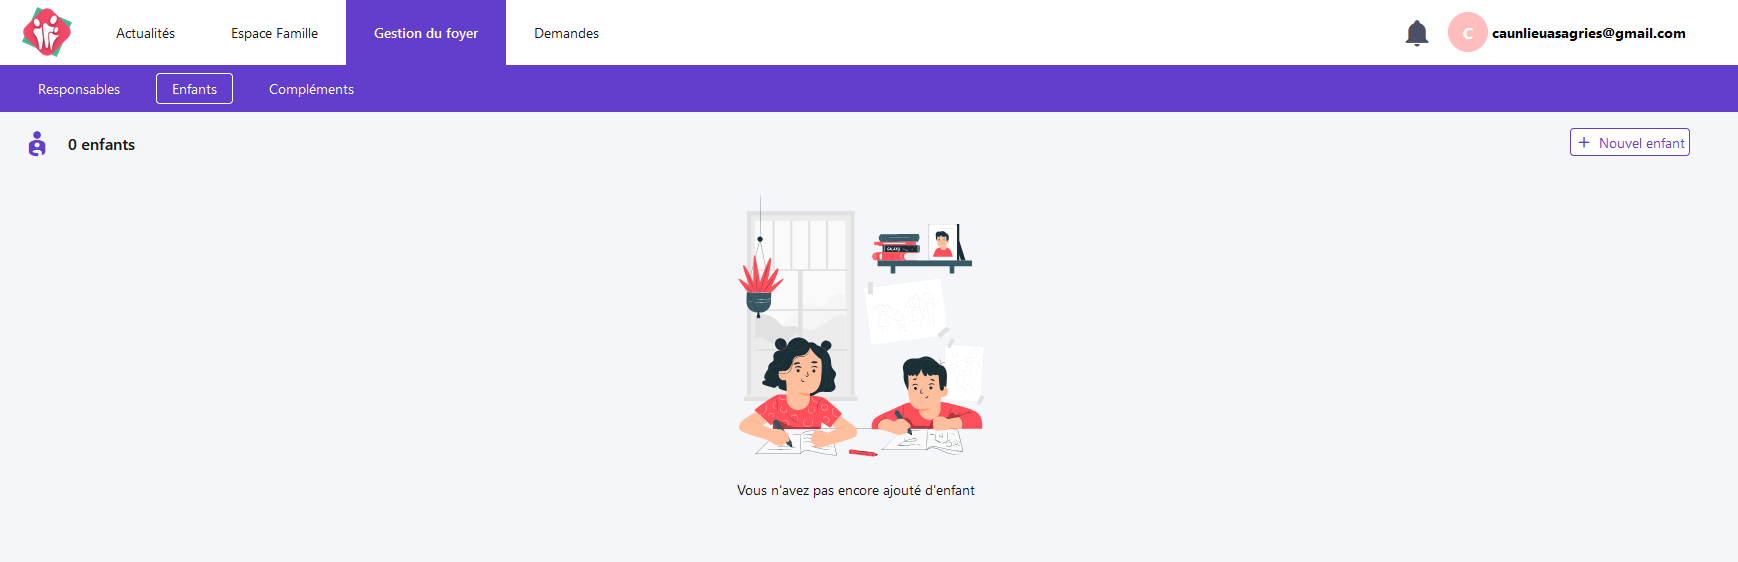 Actualités
Espace Famille
Gestion du foyer
Demandes
C
caunlieuasagries@gmail.com
Responsables
Enfants
Compléments
0 enfants
+ Nouvel enfant
GALAXY
Vous n'avez pas encore ajouté d'enfant